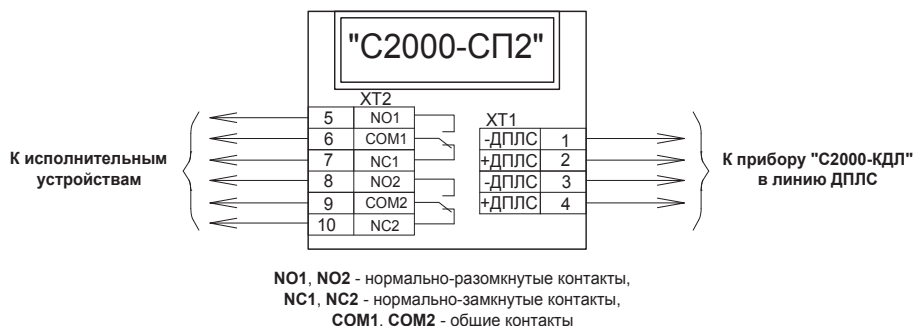 "С2000-СП2"
XT2
5 NO1
6 COM1
7 NC1
8 NO2
9 COM2
10 NC2
XT1
-ДПЛС 1
+ДПЛС 2
-ДПЛС 3
+ДПЛС 4
К исполнительным
устройствам
К прибору "С2000-КДЛ"
в линию ДПЛС
NO1, NO2 - нормально-разомкнутые контакты,
NC1, NC2 - нормально-замкнутые контакты,
COM1, COM2 - общие контакты